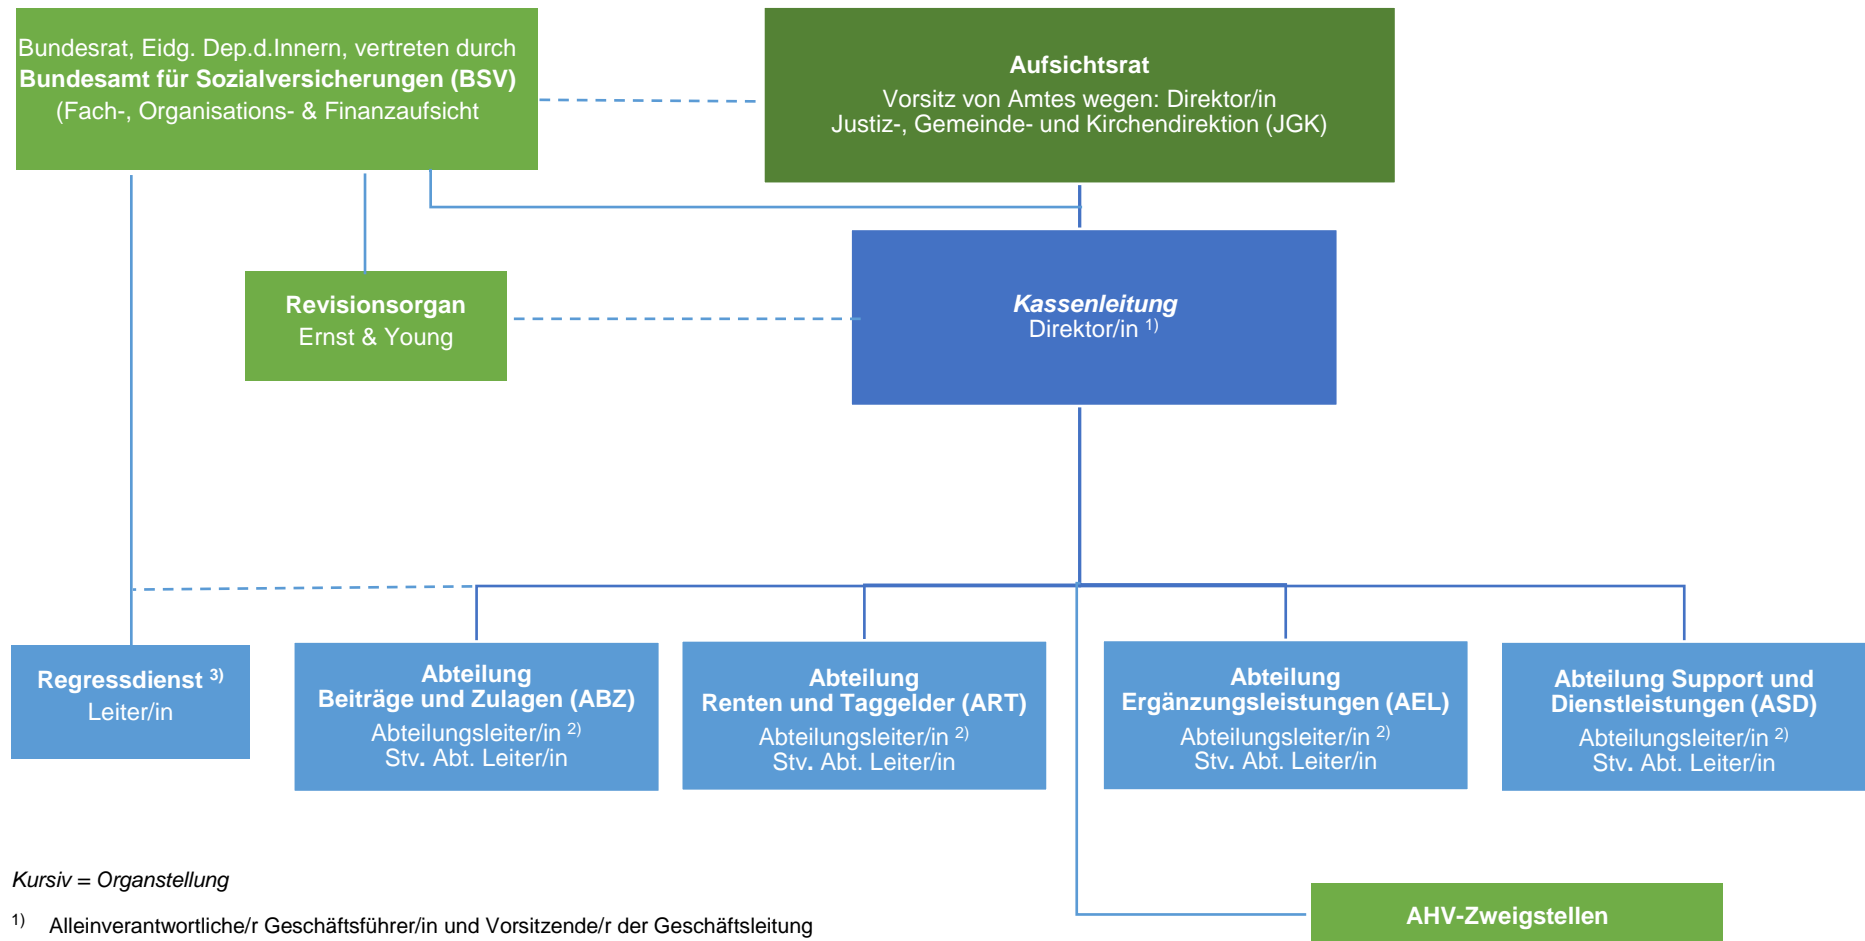 Bundesrat, Eidg. Dep.d.Innern, vertreten durch
Bundesamt für Sozialversicherungen (BSV)
(Fach-, Organisations- & Finanzaufsicht
Aufsichtsrat
Vorsitz von Amtes wegen: Direktor/in
Justiz-, Gemeinde- und Kirchendirektion (JGK)
Revisionsorgan
Ernst & Young
Kassenleitung
Direktor/in 1)
Regressdienst 3)
Leiter/in
Abteilung
Beiträge und Zulagen (ABZ)
Abteilungsleiter/in 2)
Stv. Abt. Leiter/in
Abteilung
Renten und Taggelder (ART)
Abteilungsleiter/in 2)
Stv. Abt. Leiter/in
Abteilung
Ergänzungsleistungen (AEL)
Abteilungsleiter/in 2)
Stv. Abt. Leiter/in
Abteilung Support und
Dienstleistungen (ASD)
Abteilungsleiter/in 2)
Stv. Abt. Leiter/in
Kursiv = Organstellung
1) Alleinverantwortliche/r Geschäftsführer/in und Vorsitzende/r der Geschäftsleitung
AHV-Zweigstellen